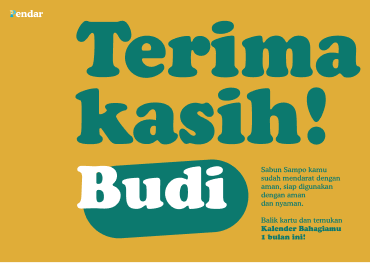 Bendar
Terima
kasih!
Budi
Sabun Sampo kamu
sudah mendarat dengan
aman, siap digunakan
dengan aman
dan nyaman.
Balik kartu dan temukan
Kalender Bahagiamu
1 bulan ini!